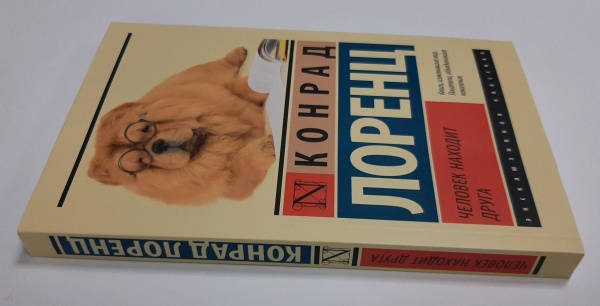 КОНРАД
ЛОРЕНЦ
ЧЕЛОВЕК НАХОДИТ
ДРУГА
ЭКСКЛЮЗИВНАЯ КЛАССИКА
КОНРАД ЛОРЕНЦ
N
ЧЕЛОВЕК НАХОДИТ ДРУГА